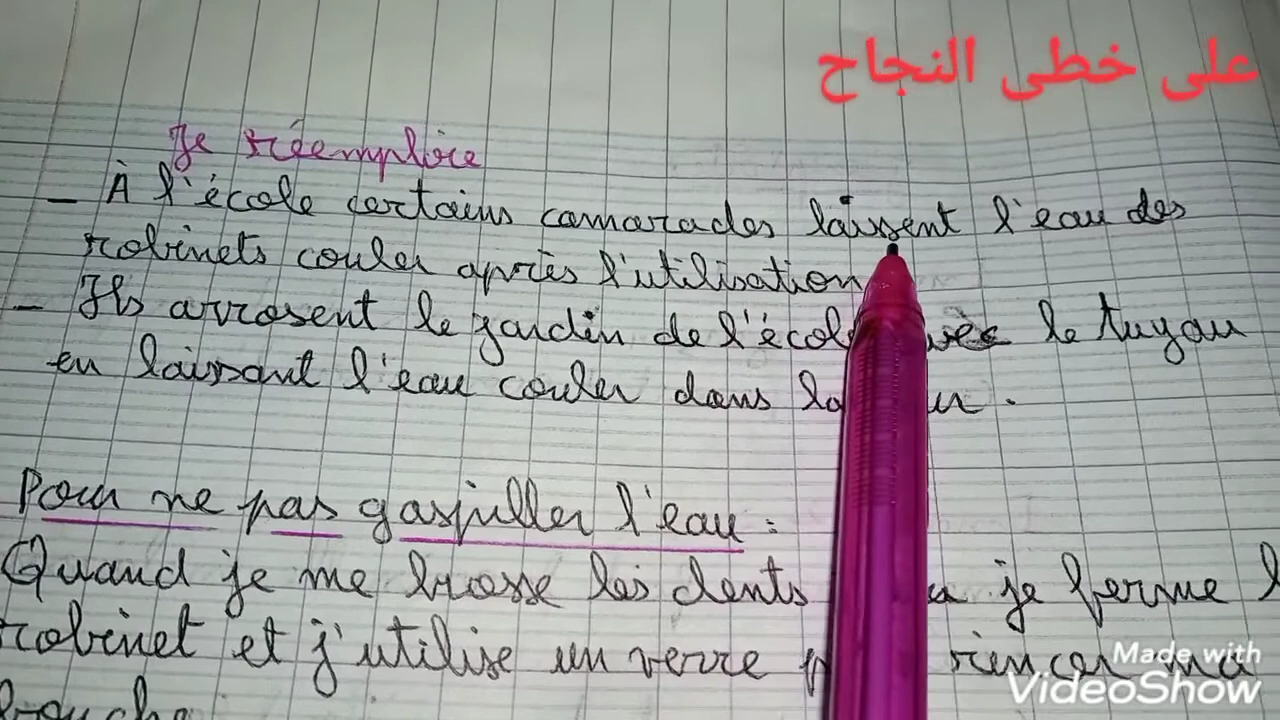 على خطى النجاح
Je réemploie
- À l'école certains camarades laissent l'eau des
robinets couler après l'utilisation
- Ils arrosent le jardin de l'école le tuyau
en laissant l'eau couler dans
Pour ne pas gaspiller l'eau :
Quand je me brosse les dents je ferme
robinet et j'utilise un verre rincer ma
Made with
VideoShow